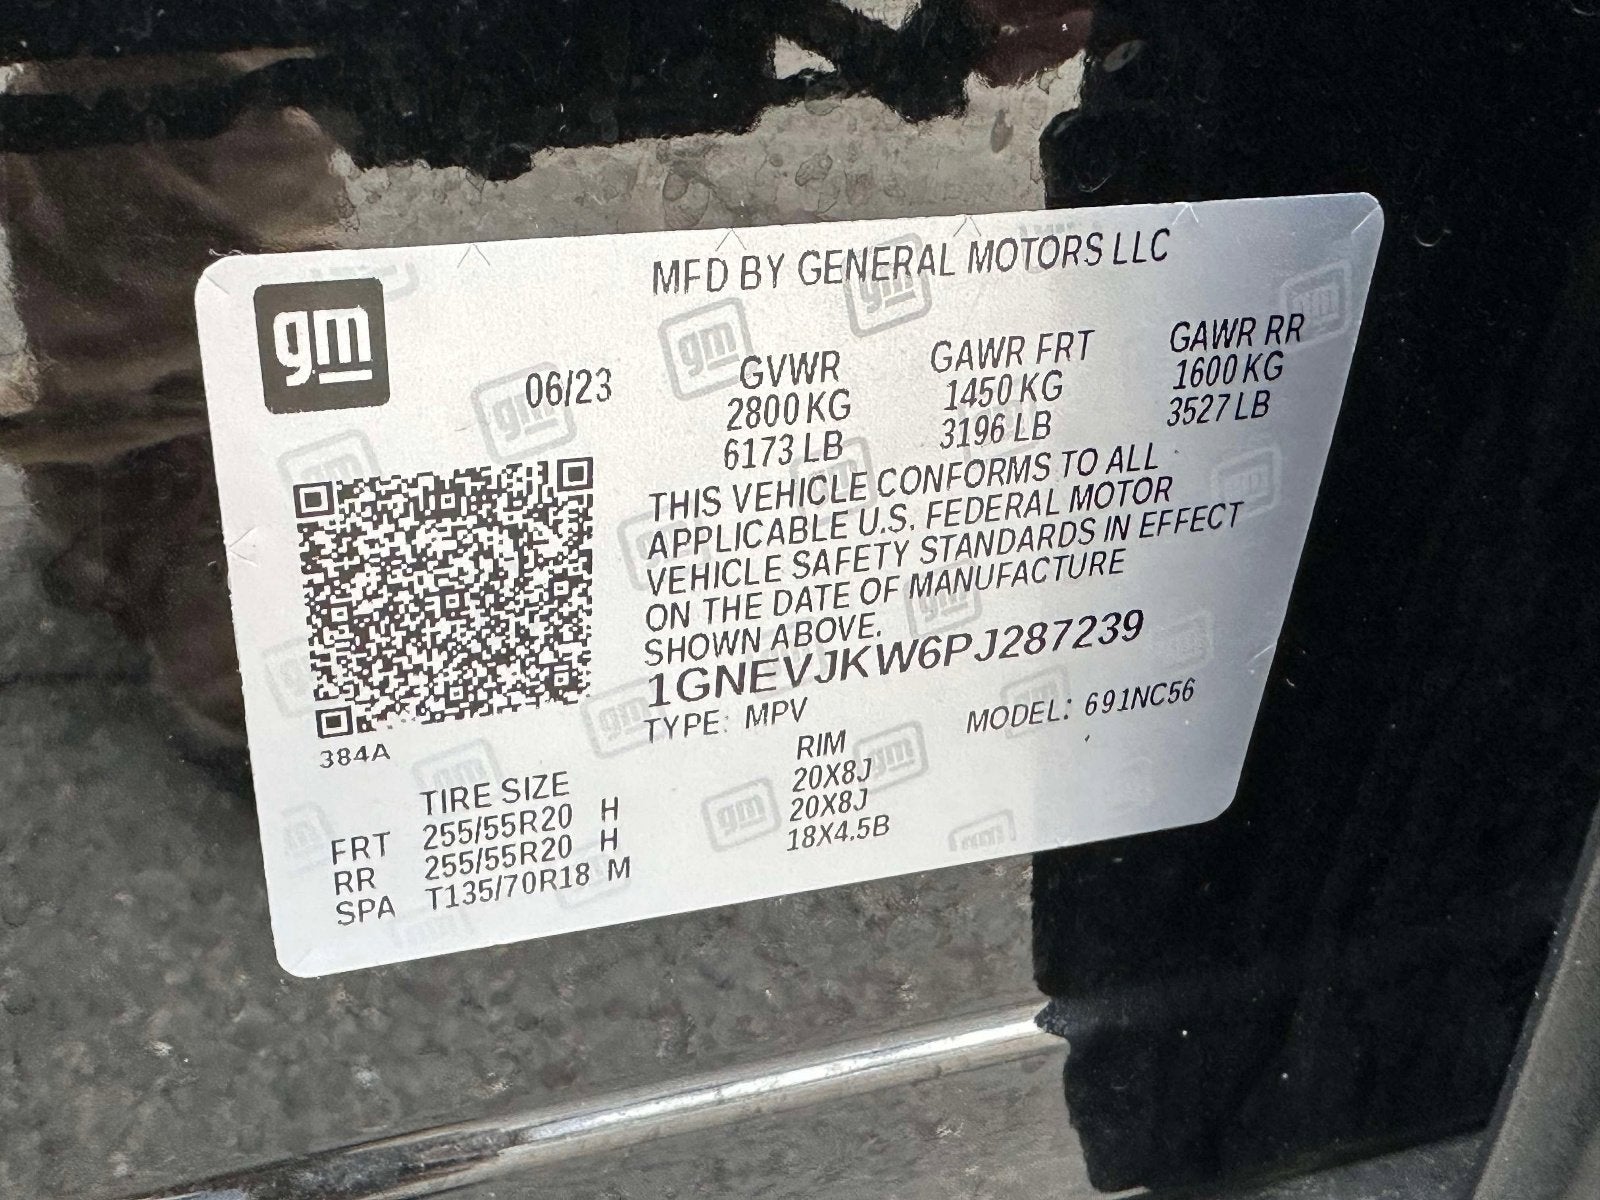 gm
MFD BY GENERAL MOTORS LLC
06/23
GVWR GAWR FRT GAWR RR
2800 KG 1450 KG 1600 KG
6173 LB 3196 LB 3527 LB
THIS VEHICLE CONFORMS TO ALL
APPLICABLE U.S. FEDERAL MOTOR
VEHICLE SAFETY STANDARDS IN EFFECT
ON THE DATE OF MANUFACTURE
SHOWN ABOVE.
1GNEVJKW6PJ287239
TYPE: MPV MODEL: 691NC56
384A
TIRE SIZE RIM
FRT 255/55R20 H 20X8J
RR 255/55R20 H 20X8J
SPA T135/70R18 M 18X4.5B